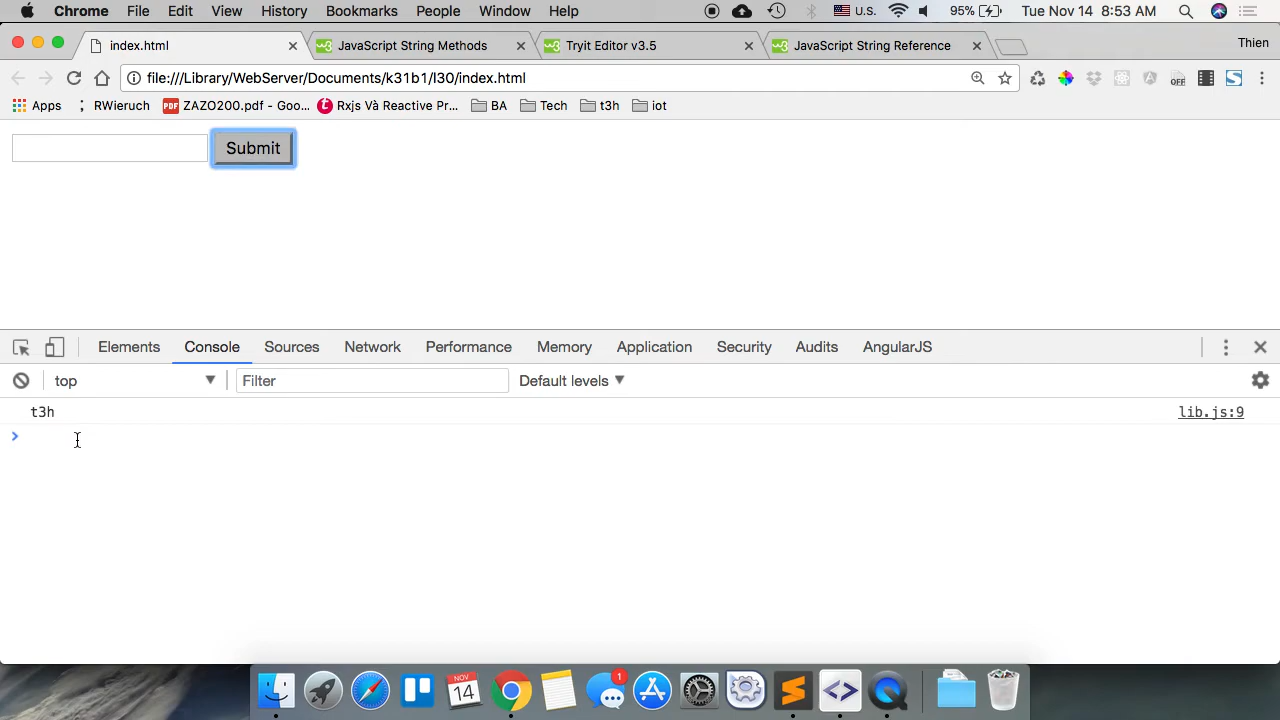 Chrome File Edit View History Bookmarks People Window Help U.S. 95% Tue Nov 14 8:53 AM
index.html JavaScript String Methods Tryit Editor v3.5 JavaScript String Reference Thien
file:///Library/WebServer/Documents/k31b1/l30/index.html
Apps RWieruch ZAZO200.pdf - Goo... Rxjs Và Reactive Pr... BA Tech t3h iot
Submit
Elements Console Sources Network Performance Memory Application Security Audits AngularJS
top Filter Default levels
t3h lib.js:9
NOV
14
1